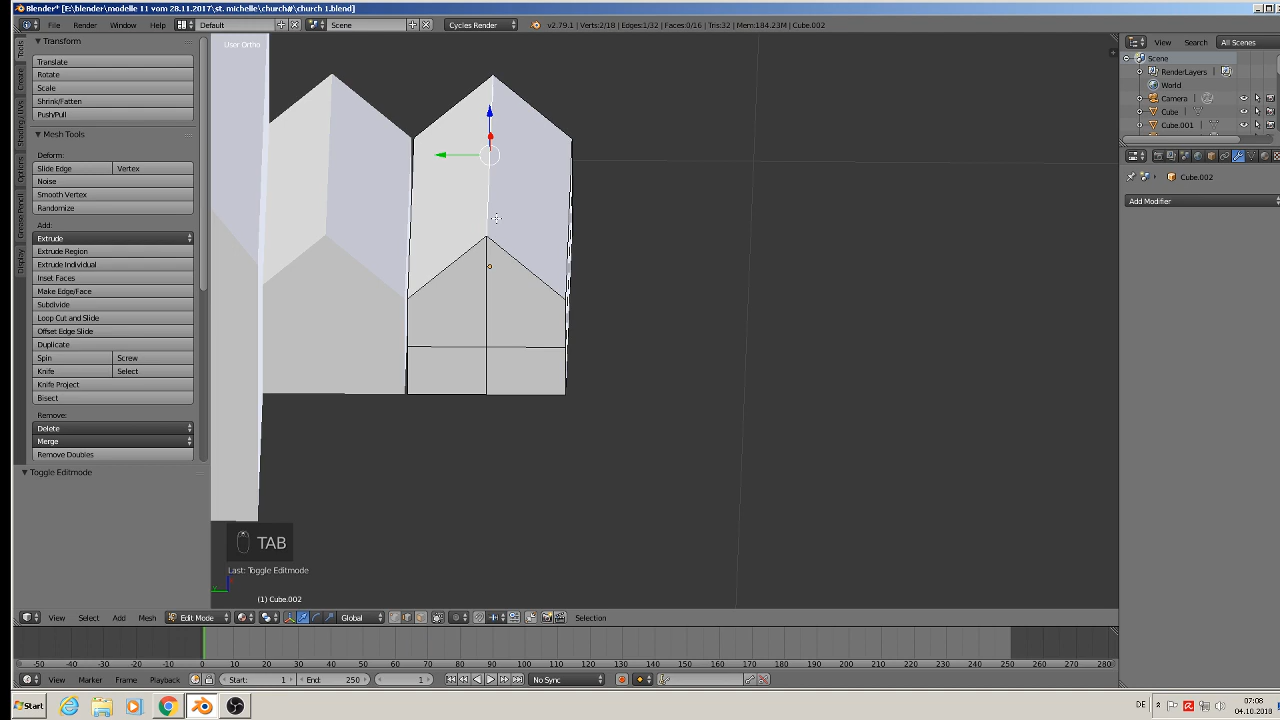 Blender* [E:\blender\modelle 11 vom 28.11.2017\st. michelle\church#\church 1.blend]
File Render Window Help Default Scene Cycles Render v2.79.1 | Verts:2/18 | Edges:1/32 | Faces:0/16 | Tris:32 | Mem:184.23M | Cube.002
Transform
Translate
Rotate
Scale
Shrink/Fatten
Push/Pull
Mesh Tools
Deform:
Slide Edge Vertex
Noise
Smooth Vertex
Randomize
Add:
Extrude
Extrude Region
Extrude Individual
Inset Faces
Make Edge/Face
Subdivide
Loop Cut and Slide
Offset Edge Slide
Duplicate
Spin Screw
Knife Select
Knife Project
Bisect
Remove:
Delete
Merge
Remove Doubles
Toggle Editmode
Tools
Create
Shading / UVs
Options
Grease Pencil
Display
User Ortho
TAB
Last: Toggle Editmode
(1) Cube.002
View Search All Scenes
Scene
RenderLayers
World
Camera
Cube
Cube.001
Cube.002
Add Modifier
View Select Add Mesh Edit Mode Global Selection
-50 -40 -30 -20 -10 0 10 20 30 40 50 60 70 80 90 100 110 120 130 140 150 160 170 180 190 200 210 220 230 240 250 260 270 280
View Marker Frame Playback Start: 1 End: 250 1 No Sync
Start DE 07:08
04.10.2018